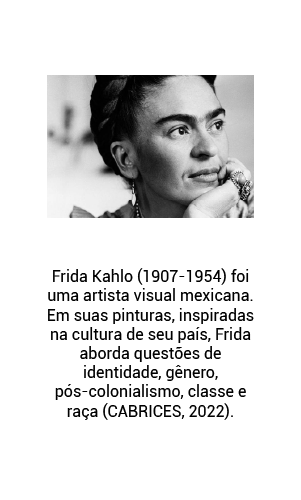 Frida Kahlo (1907-1954) foi
uma artista visual mexicana.
Em suas pinturas, inspiradas
na cultura de seu país, Frida
aborda questões de
identidade, gênero,
pós-colonialismo, classe e
raça (CABRICES, 2022).